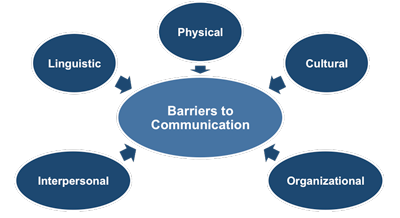 Physical
Linguistic
Cultural
Barriers to
Communication
Interpersonal
Organizational